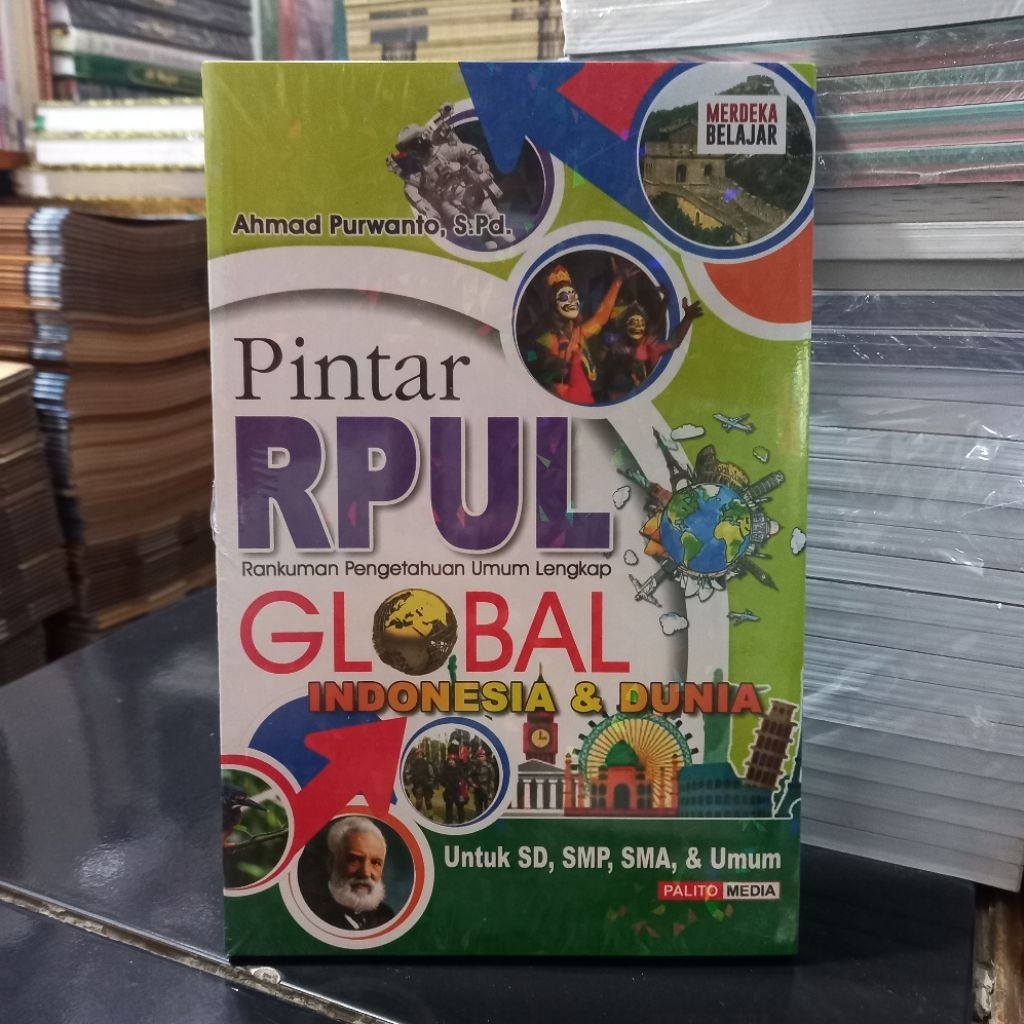 MERDEKA
BELAJAR
Ahmad Purwanto, S.Pd.
Pintar
RPUL
Rankuman Pengetahuan Umum Lengkap
GLOBAL
INDONESIA & DUNIA
Untuk SD, SMP, SMA, & Umum
PALITO MEDIA